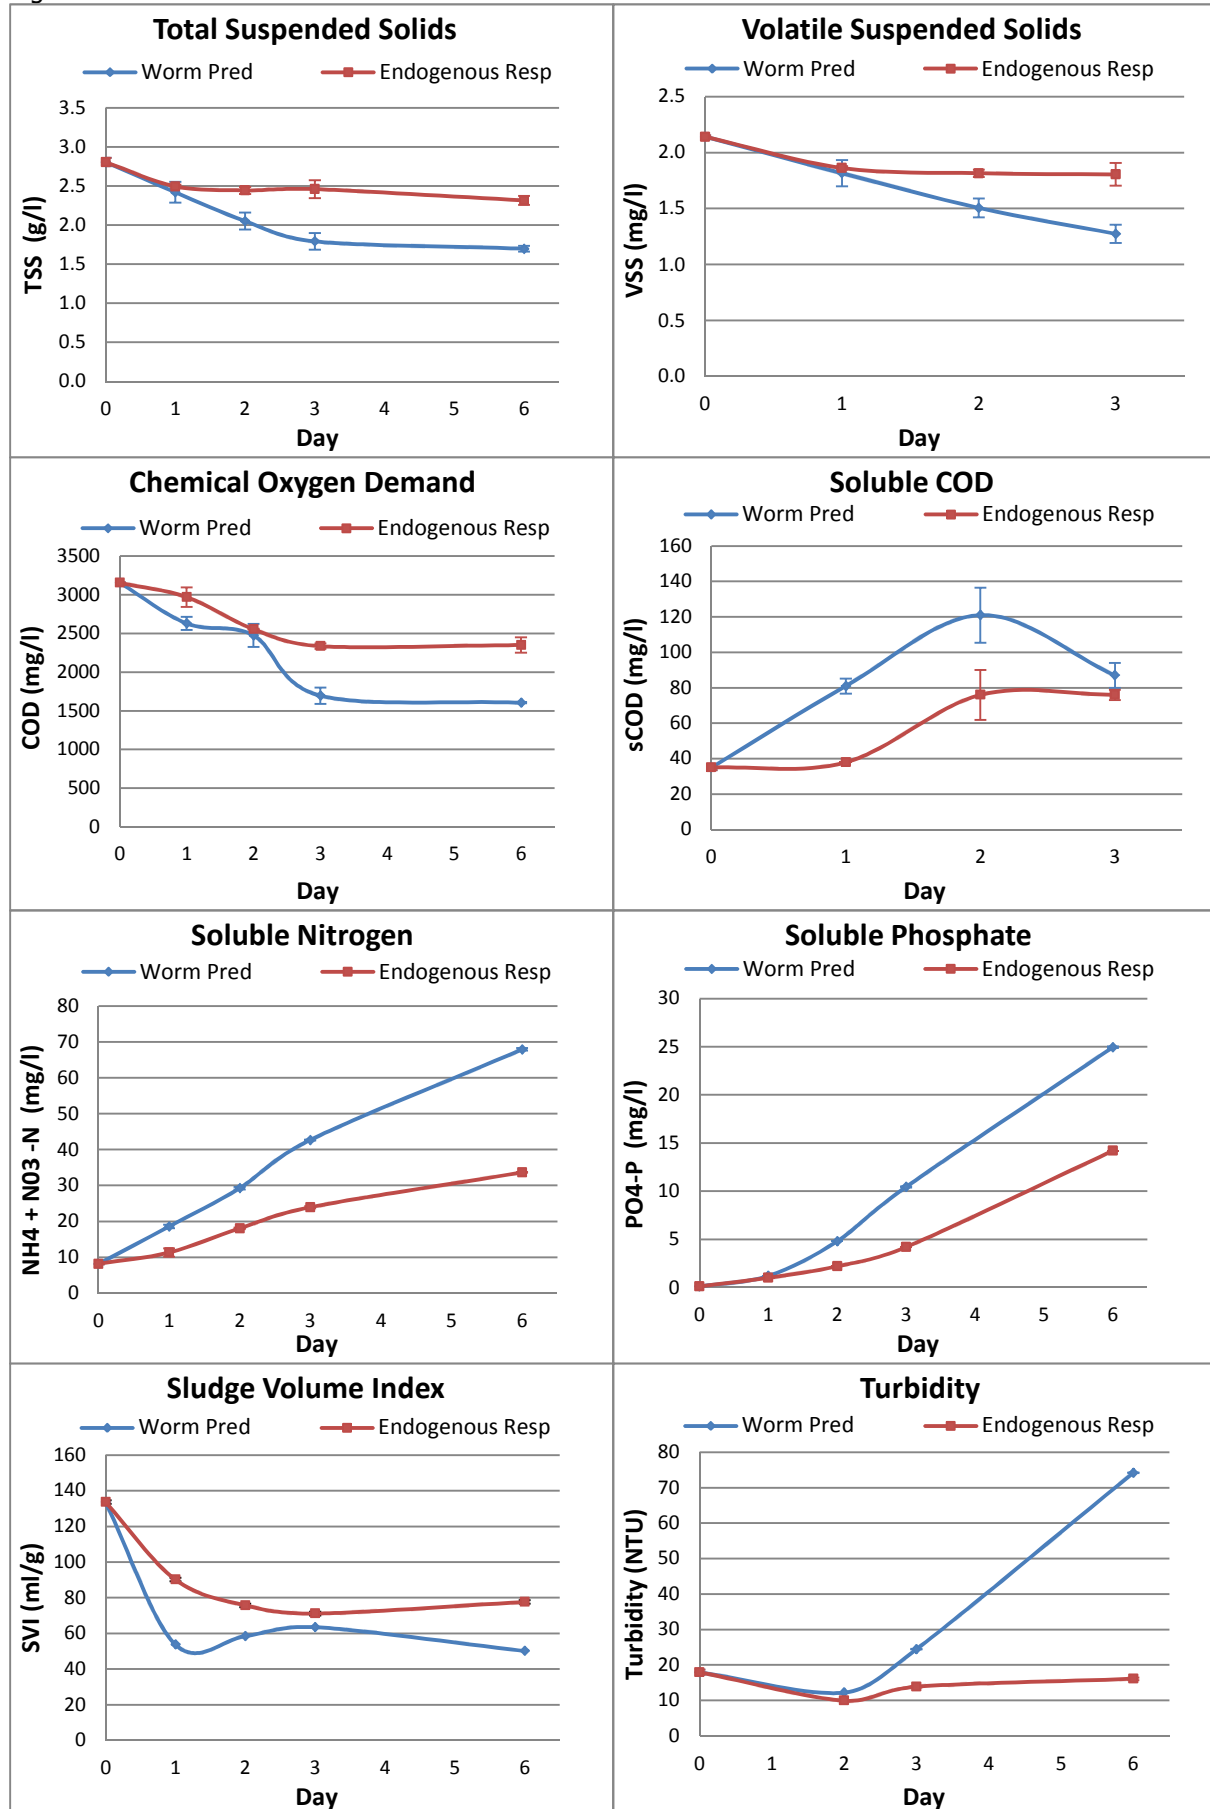 Total Suspended Solids
Worm Pred Endogenous Resp
3.5
3.0
2.5
2.0
1.5
1.0
0.5
0.0
TSS (g/l)
0 1 2 3 4 5 6
Day
Volatile Suspended Solids
Worm Pred Endogenous Resp
2.5
2.0
1.5
1.0
0.5
0.0
VSS (mg/l)
0 1 2 3
Day
Chemical Oxygen Demand
Worm Pred Endogenous Resp
3500
3000
2500
2000
1500
1000
500
0
COD (mg/l)
0 1 2 3 4 5 6
Day
Soluble COD
Worm Pred Endogenous Resp
160
140
120
100
80
60
40
20
0
sCOD (mg/l)
0 1 2 3
Day
Soluble Nitrogen
Worm Pred Endogenous Resp
80
70
60
50
40
30
20
10
0
NH4 + N03 -N (mg/l)
0 1 2 3 4 5 6
Day
Soluble Phosphate
Worm Pred Endogenous Resp
30
25
20
15
10
5
0
PO4-P (mg/l)
0 1 2 3 4 5 6
Day
Sludge Volume Index
Worm Pred Endogenous Resp
160
140
120
100
80
60
40
20
0
SVI (ml/g)
0 1 2 3 4 5 6
Day
Turbidity
Worm Pred Endogenous Resp
80
70
60
50
40
30
20
10
0
Turbidity (NTU)
0 1 2 3 4 5 6
Day